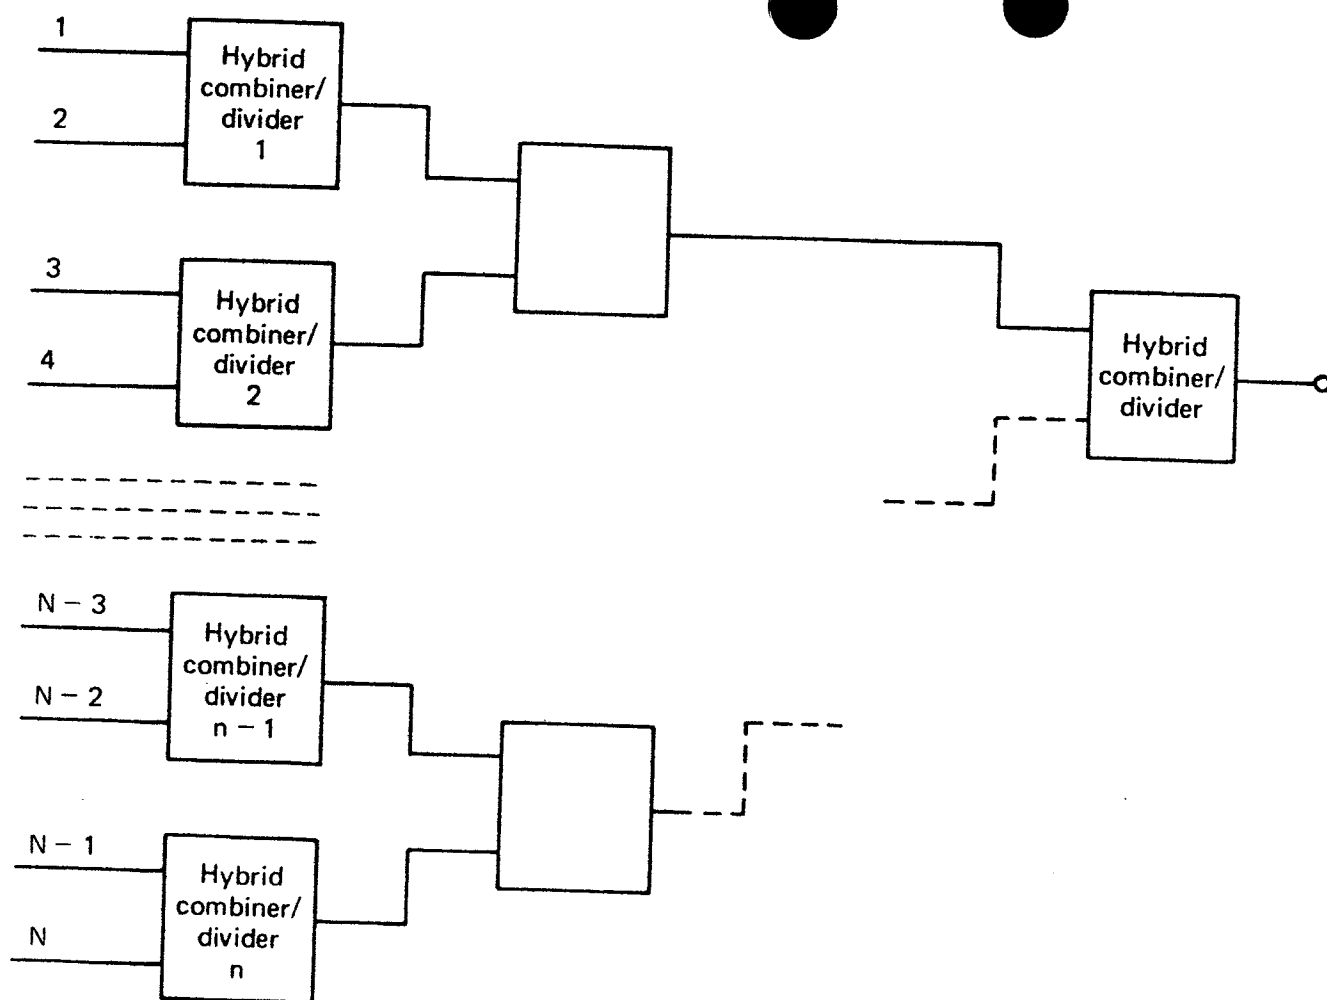 1
2
Hybrid
combiner/
divider
1
3
4
Hybrid
combiner/
divider
2
Hybrid
combiner/
divider
N – 3
N – 2
Hybrid
combiner/
divider
n – 1
N – 1
N
Hybrid
combiner/
divider
n